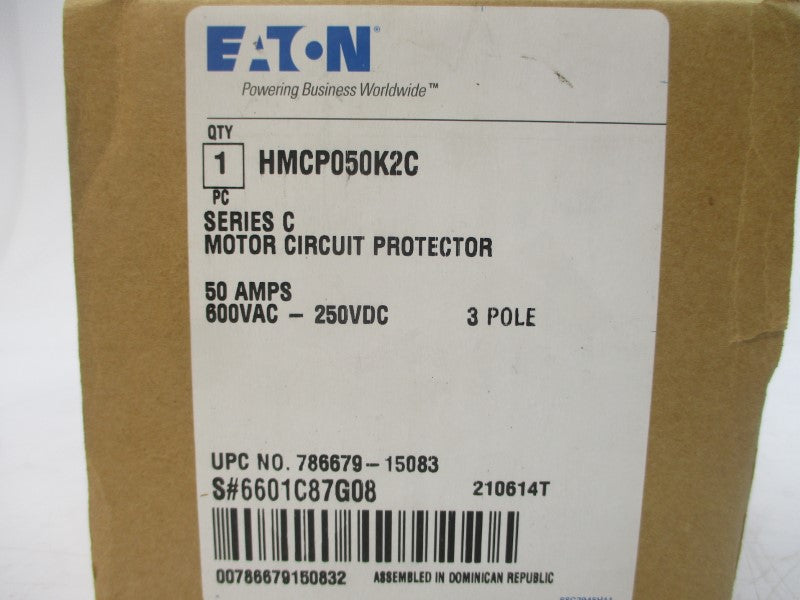 EATON®
Powering Business Worldwide™
QTY
1 HMCP050K2C
PC
SERIES C
MOTOR CIRCUIT PROTECTOR
50 AMPS
600VAC – 250VDC 3 POLE
UPC NO. 786679–15083
S#6601C87G08 210614T
00786679150832 ASSEMBLED IN DOMINICAN REPUBLIC